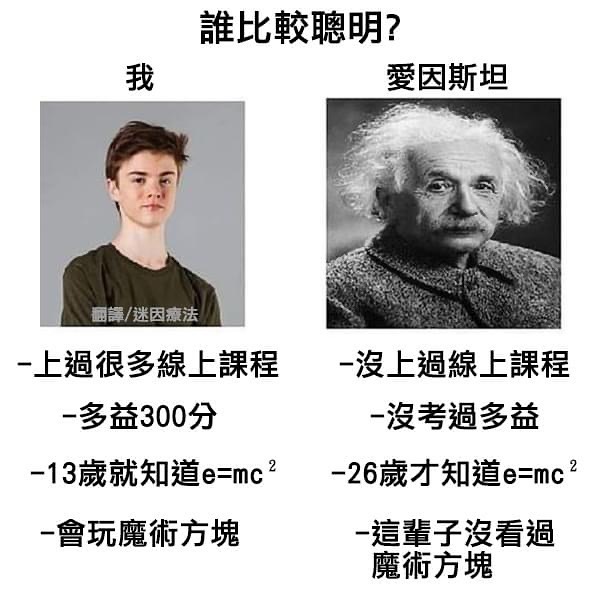 誰比較聰明?
我
愛因斯坦
翻譯/迷因療法
-上過很多線上課程
-沒上過線上課程
-多益300分
-沒考過多益
-13歲就知道e=mc²
-26歲才知道e=mc²
-會玩魔術方塊
-這輩子沒看過
魔術方塊